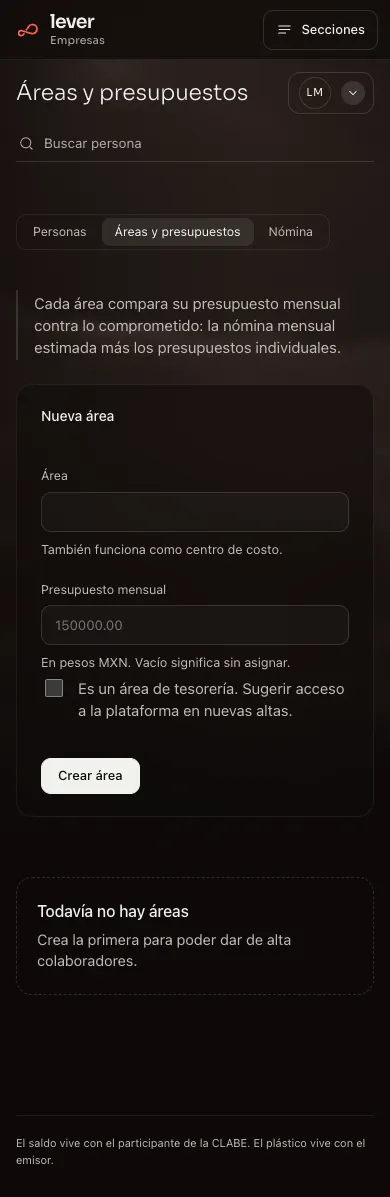 lever
Empresas
Secciones
Áreas y presupuestos
LM
Buscar persona
Personas
Áreas y presupuestos
Nómina
Cada área compara su presupuesto mensual
contra lo comprometido: la nómina mensual
estimada más los presupuestos individuales.
Nueva área
Área
También funciona como centro de costo.
Presupuesto mensual
150000.00
En pesos MXN. Vacío significa sin asignar.
Es un área de tesorería. Sugerir acceso
a la plataforma en nuevas altas.
Crear área
Todavía no hay áreas
Crea la primera para poder dar de alta
colaboradores.
El saldo vive con el participante de la CLABE. El plástico vive con el
emisor.